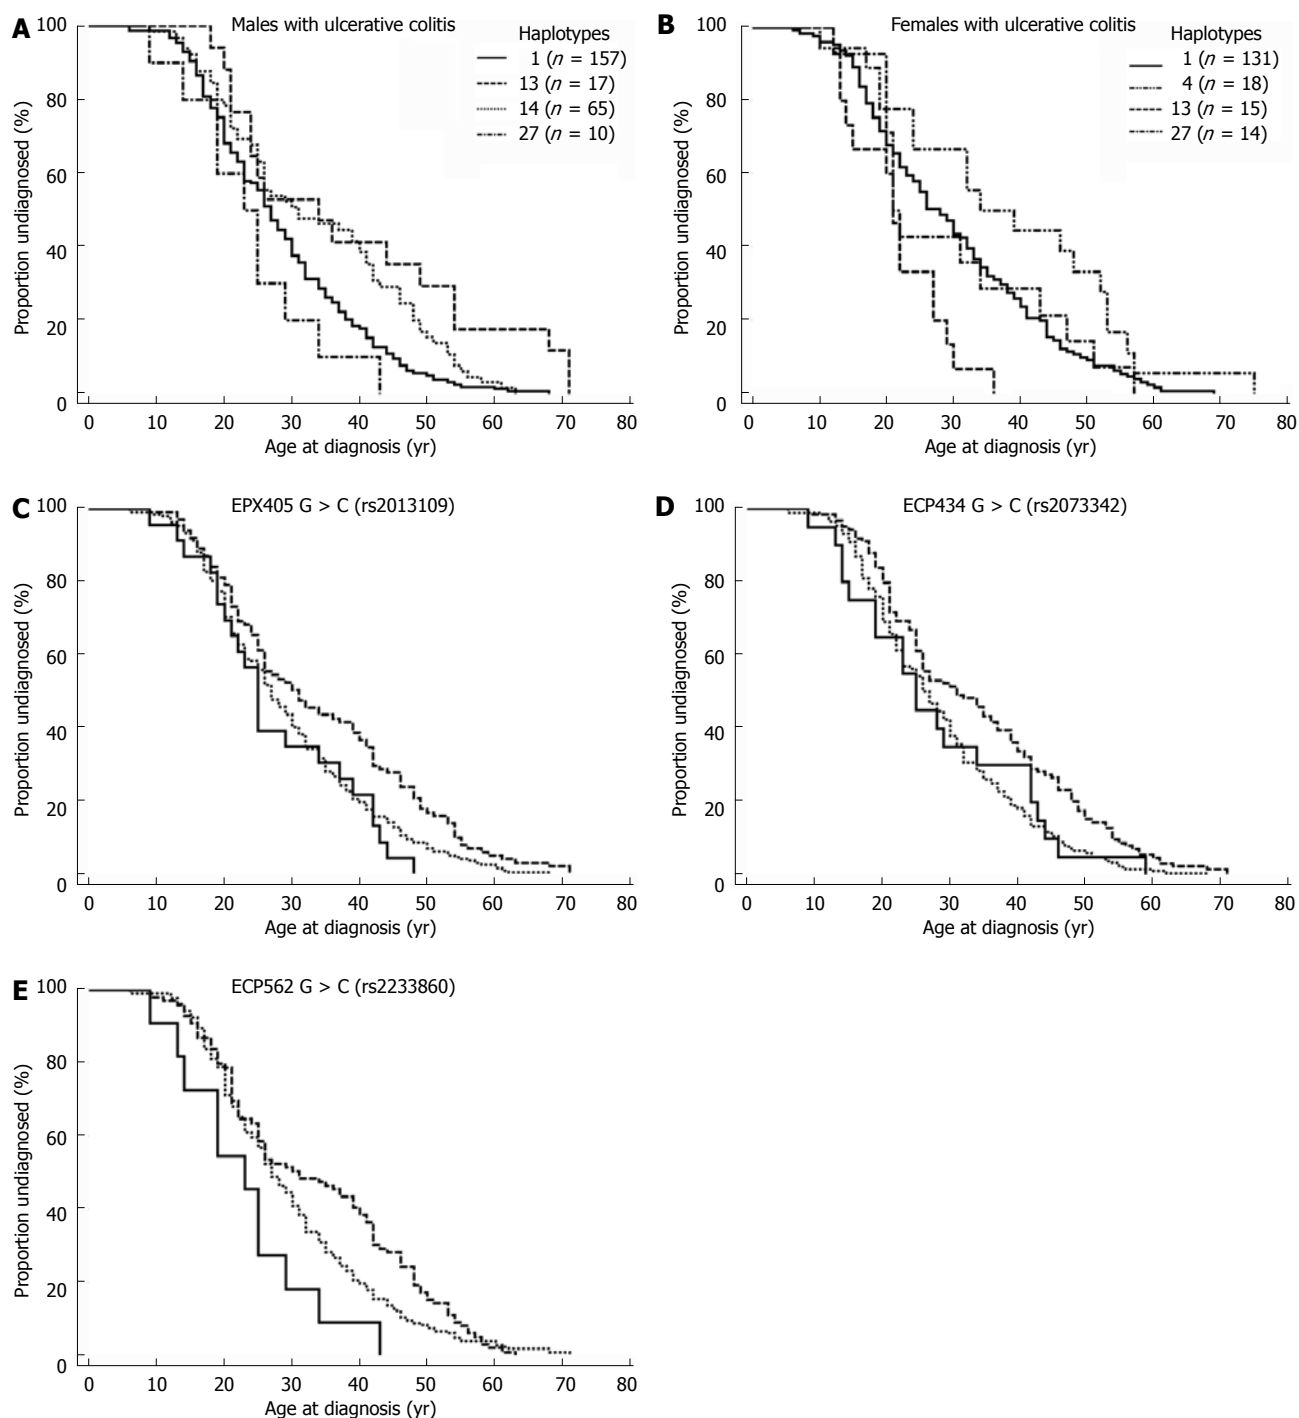 A
Males with ulcerative colitis
Haplotypes
1 (n = 157)
13 (n = 17)
14 (n = 65)
27 (n = 10)
Proportion undiagnosed (%)
100
80
60
40
20
0
0 10 20 30 40 50 60 70 80
Age at diagnosis (yr)
B
Females with ulcerative colitis
Haplotypes
1 (n = 131)
4 (n = 18)
13 (n = 15)
27 (n = 14)
Proportion undiagnosed (%)
100
80
60
40
20
0
0 10 20 30 40 50 60 70 80
Age at diagnosis (yr)
C
EPX405 G > C (rs2013109)
Proportion undiagnosed (%)
100
80
60
40
20
0
0 10 20 30 40 50 60 70 80
Age at diagnosis (yr)
D
ECP434 G > C (rs2073342)
Proportion undiagnosed (%)
100
80
60
40
20
0
0 10 20 30 40 50 60 70 80
Age at diagnosis (yr)
E
ECP562 G > C (rs2233860)
Proportion undiagnosed (%)
100
80
60
40
20
0
0 10 20 30 40 50 60 70 80
Age at diagnosis (yr)